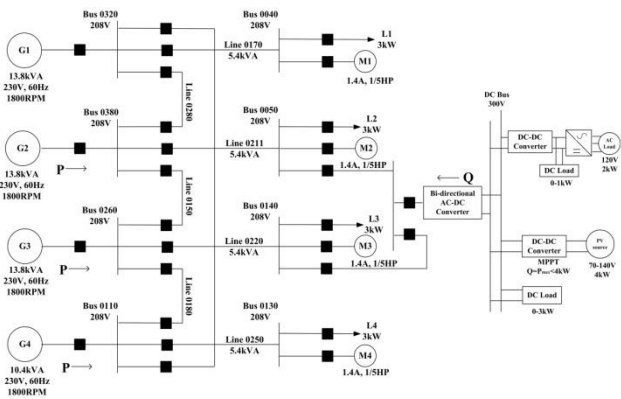 Bus 0320
208V
Bus 0040
208V
G1
13.8kVA
230V, 60Hz
1800RPM
Line 0170
5.4kVA
L1
3kW
M1
1.4A, 1/5HP
Line 0280
Bus 0380
208V
Bus 0050
208V
G2
13.8kVA
230V, 60Hz
1800RPM
P
Line 0211
5.4kVA
L2
3kW
M2
1.4A, 1/5HP
Line 0150
Bus 0260
208V
Bus 0140
208V
G3
13.8kVA
230V, 60Hz
1800RPM
P
Line 0220
5.4kVA
L3
3kW
M3
1.4A, 1/5HP
Line 0180
Bus 0110
208V
Bus 0130
208V
G4
10.4kVA
230V, 60Hz
1800RPM
P
Line 0250
5.4kVA
L4
3kW
M4
1.4A, 1/5HP
Q
Bi-directional
AC-DC
Converter
DC Bus
300V
DC-DC
Converter
AC
Load
120V
2kW
DC Load
0-1kW
DC-DC
Converter
MPPT
Q=Pmax<4kW
PV
source
70-140V
4kW
DC Load
0-3kW